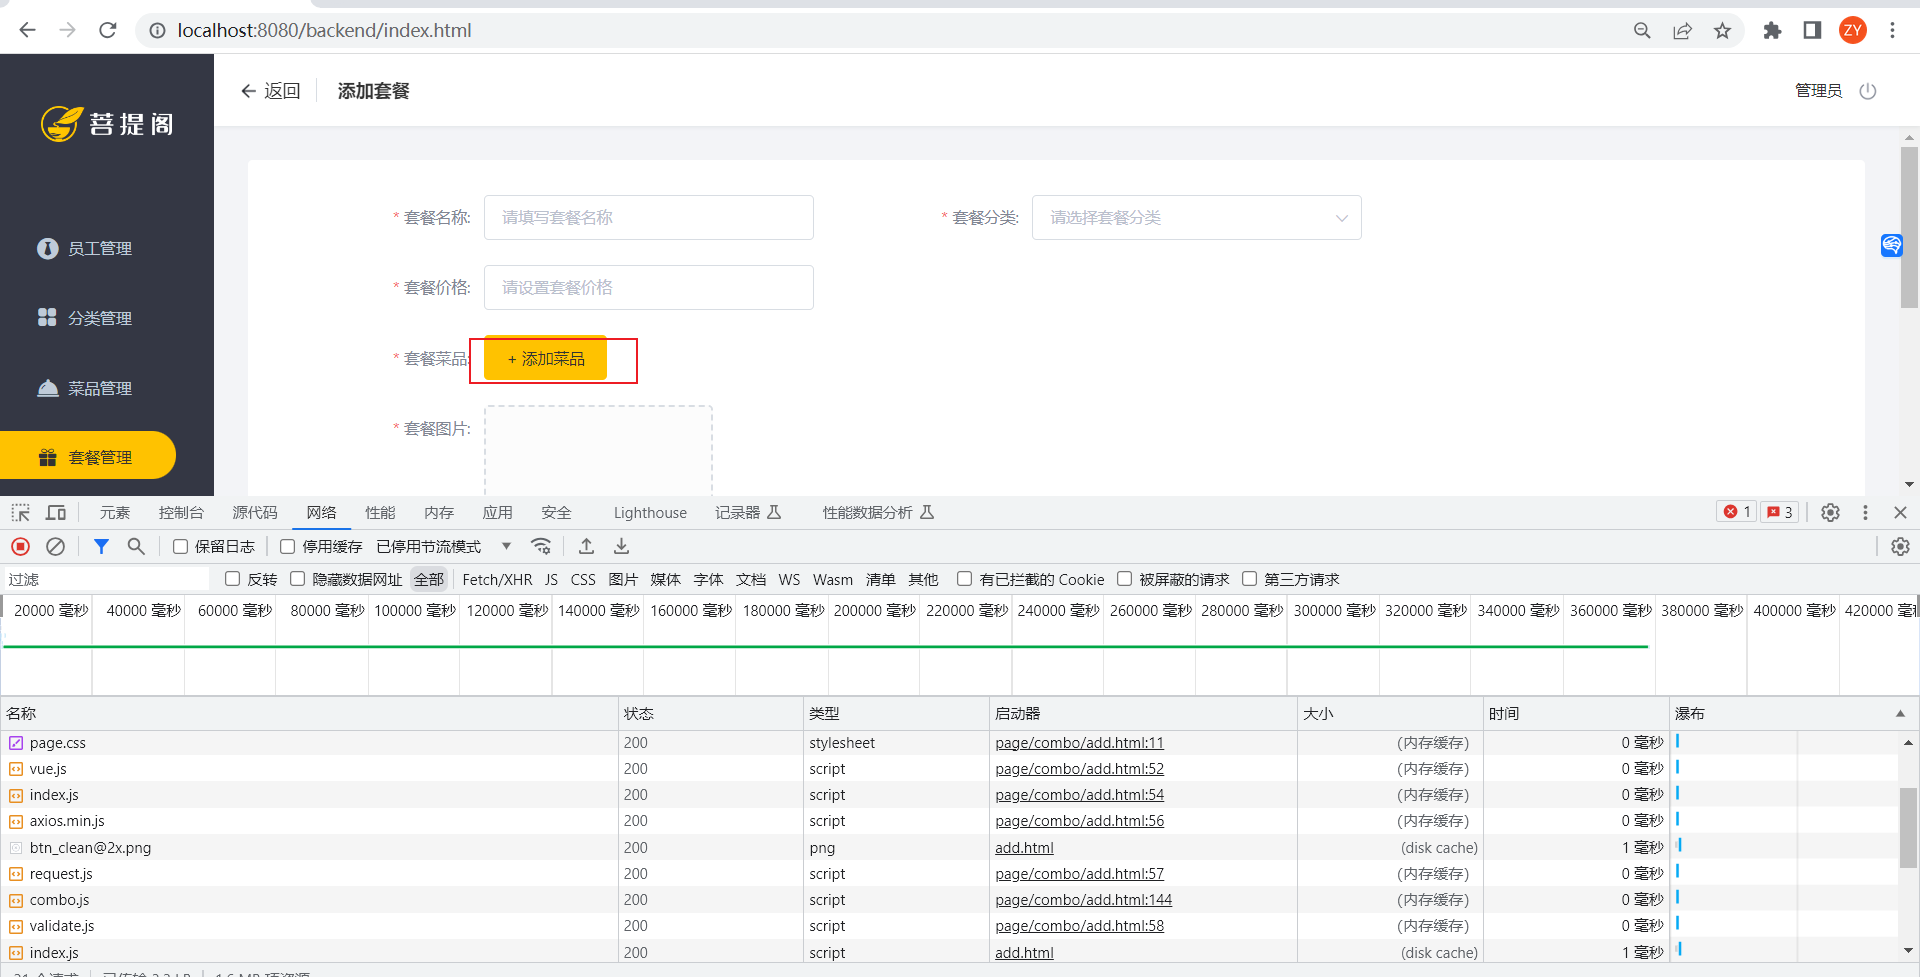 localhost:8080/backend/index.html
ZY
菩提阁
返回
添加套餐
管理员
员工管理
分类管理
菜品管理
套餐管理
* 套餐名称:
请填写套餐名称
* 套餐分类:
请选择套餐分类
* 套餐价格:
请设置套餐价格
* 套餐菜品:
+ 添加菜品
* 套餐图片:
元素 控制台 源代码 网络 性能 内存 应用 安全 Lighthouse 记录器 性能数据分析 1 3
保留日志 停用缓存 已停用节流模式
过滤 反转 隐藏数据网址 全部 Fetch/XHR JS CSS 图片 媒体 字体 文档 WS Wasm 清单 其他 有已拦截的 Cookie 被屏蔽的请求 第三方请求
20000 毫秒 40000 毫秒 60000 毫秒 80000 毫秒 100000 毫秒 120000 毫秒 140000 毫秒 160000 毫秒 180000 毫秒 200000 毫秒 220000 毫秒 240000 毫秒 260000 毫秒 280000 毫秒 300000 毫秒 320000 毫秒 340000 毫秒 360000 毫秒 380000 毫秒 400000 毫秒 420000
名称 状态 类型 启动器 大小 时间 瀑布
page.css 200 stylesheet page/combo/add.html:11 (内存缓存) 0 毫秒
vue.js 200 script page/combo/add.html:52 (内存缓存) 0 毫秒
index.js 200 script page/combo/add.html:54 (内存缓存) 0 毫秒
axios.min.js 200 script page/combo/add.html:56 (内存缓存) 0 毫秒
btn_clean@2x.png 200 png add.html (disk cache) 1 毫秒
request.js 200 script page/combo/add.html:57 (内存缓存) 0 毫秒
combo.js 200 script page/combo/add.html:144 (内存缓存) 0 毫秒
validate.js 200 script page/combo/add.html:58 (内存缓存) 0 毫秒
index.js 200 script add.html (disk cache) 1 毫秒